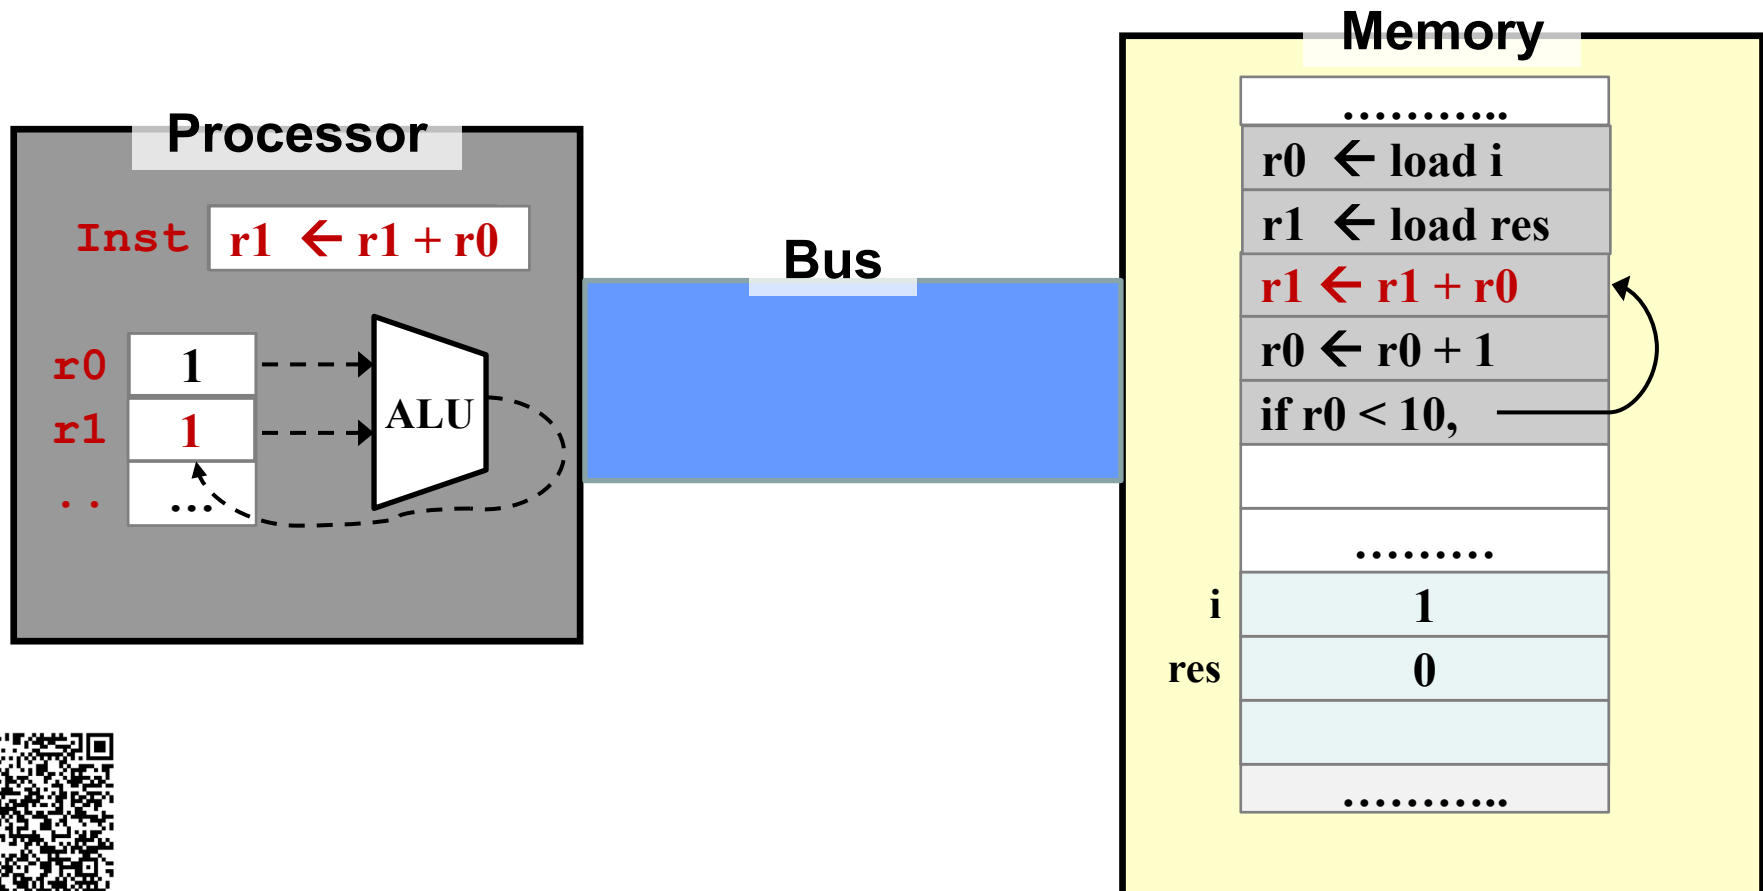 Memory
………..
Processor
r0 ← load i
Inst r1 ← r1 + r0
r1 ← load res
Bus
r1 ← r1 + r0
r0 ← r0 + 1
r0 1
ALU
r1 1
if r0 < 10,
.. ...
………
i 1
res 0
………..